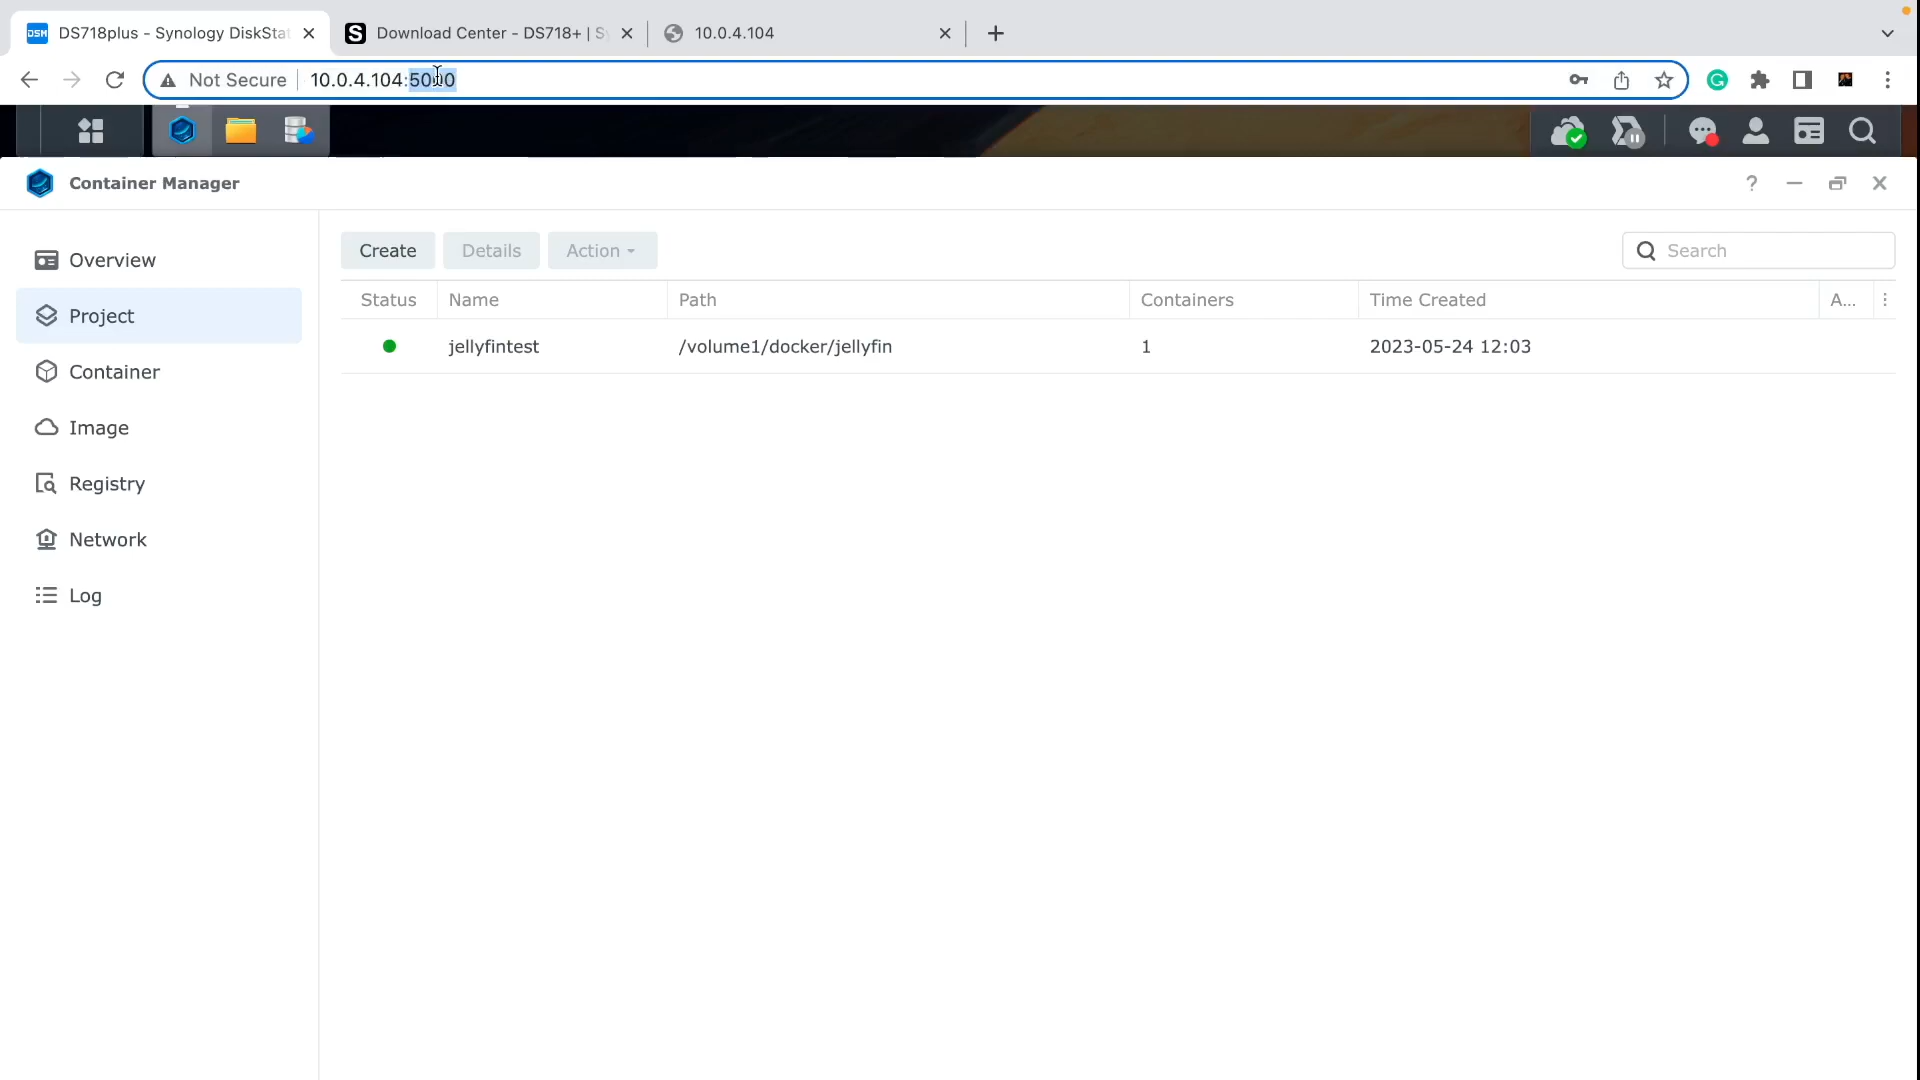 DSM DS718plus - Synology DiskSta
S Download Center - DS718+ | S
10.0.4.104
Not Secure
10.0.4.104:5000
Container Manager
Overview
Project
Container
Image
Registry
Network
Log
Create Details Action
Search
Status Name Path Containers Time Created A...
jellyfintest /volume1/docker/jellyfin 1 2023-05-24 12:03